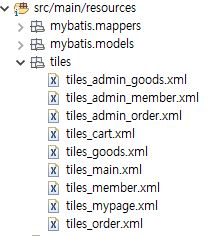 src/main/resources
mybatis.mappers
mybatis.models
tiles
tiles_admin_goods.xml
tiles_admin_member.xml
tiles_admin_order.xml
tiles_cart.xml
tiles_goods.xml
tiles_main.xml
tiles_member.xml
tiles_mypage.xml
tiles_order.xml